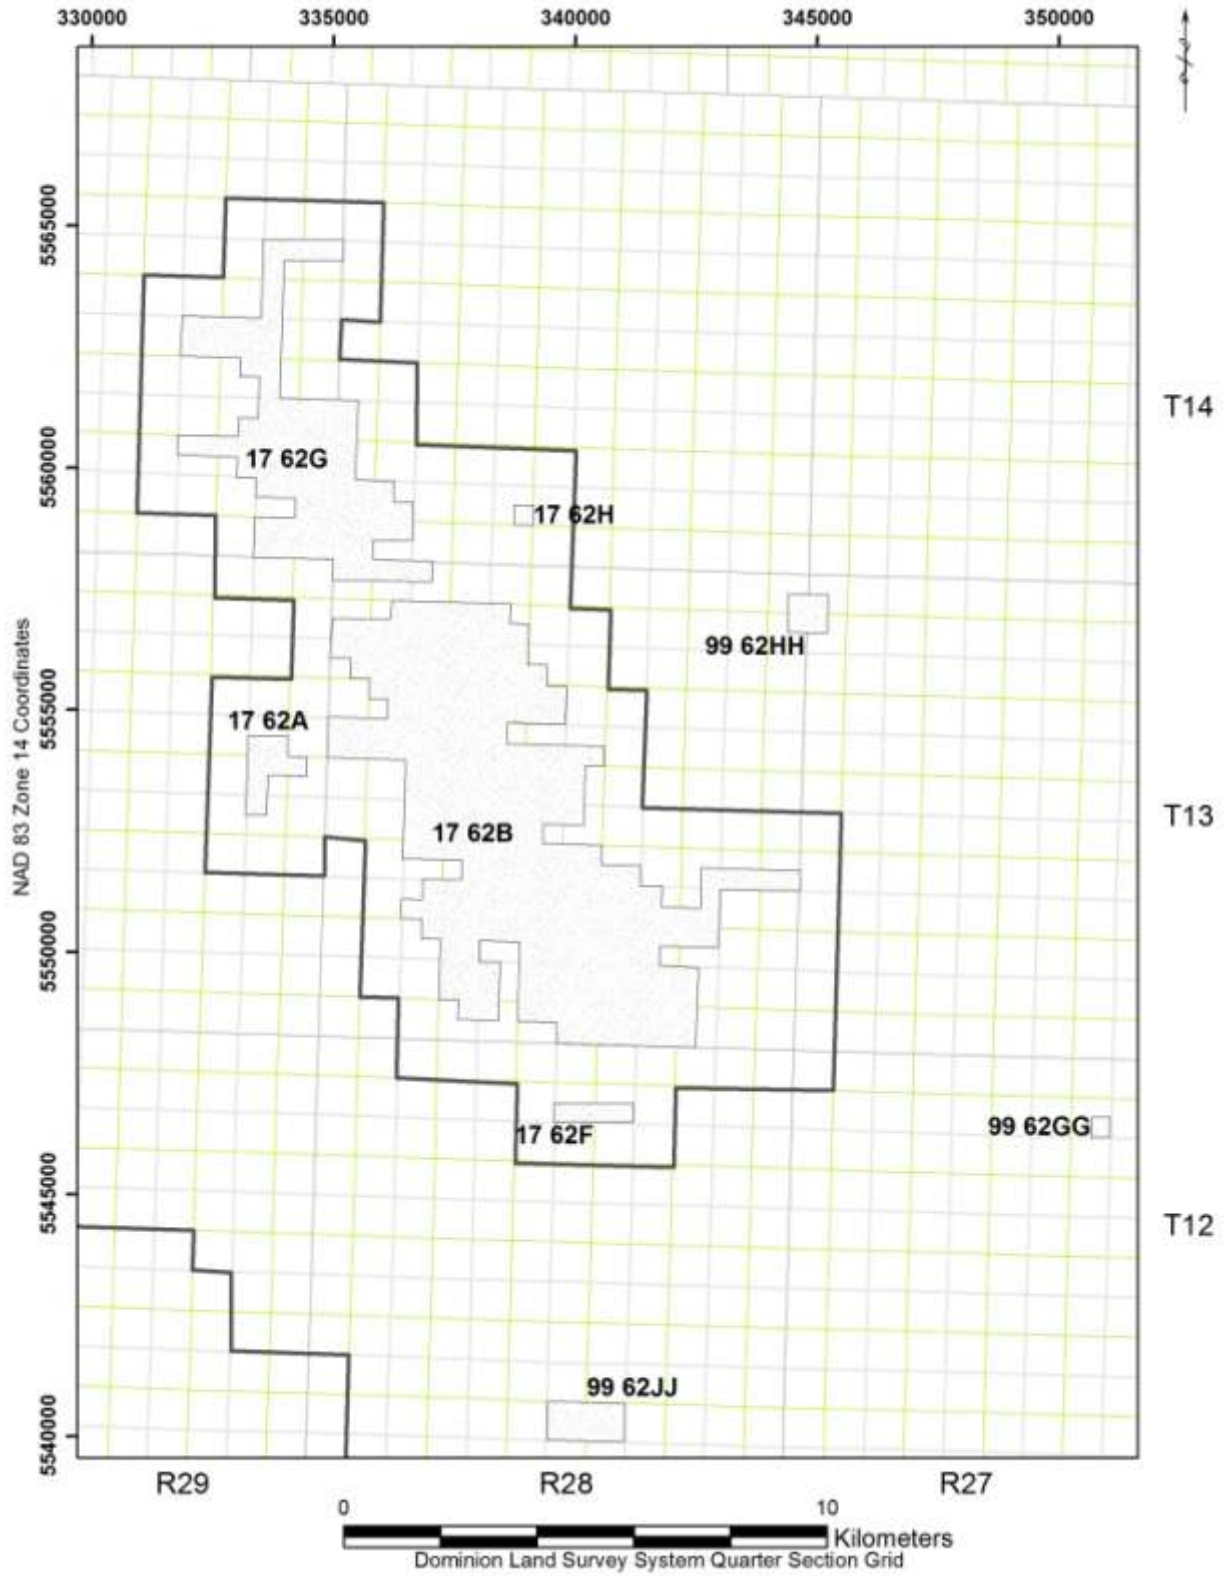 330000 335000 340000 345000 350000
5565000
T14
17 62G
5560000
17 62H
99 62HH
5555000
17 62A
NAD 83 Zone 14 Coordinates
T13
17 62B
5550000
99 62GG
17 62F
5545000
T12
99 62JJ
5540000
R29 R28 R27
0 10
Kilometers
Dominion Land Survey System Quarter Section Grid